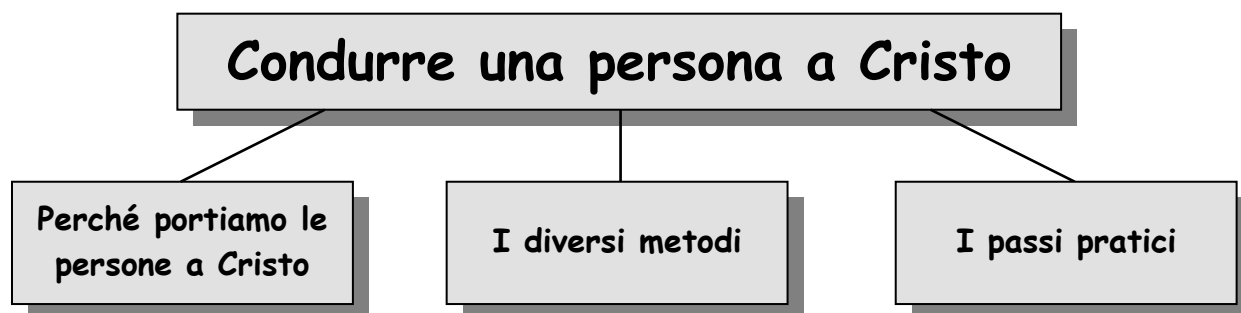 Condurre una persona a Cristo
Perché portiamo le
persone a Cristo
I diversi metodi
I passi pratici